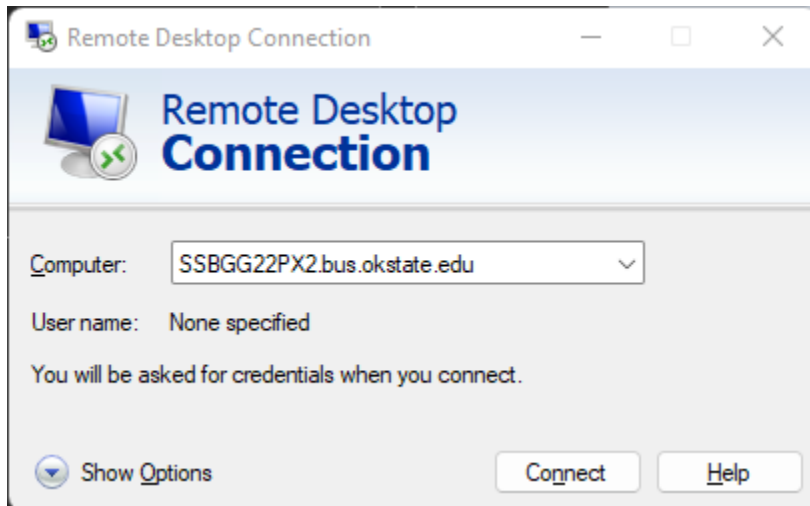 Remote Desktop Connection
Remote Desktop
Connection
Computer: SSBGG22PX2.bus.okstate.edu
User name: None specified
You will be asked for credentials when you connect.
Show Options Connect Help